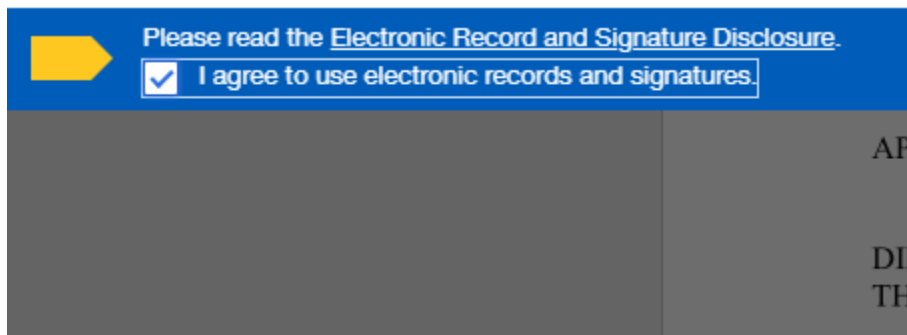 Please read the Electronic Record and Signature Disclosure.
I agree to use electronic records and signatures.